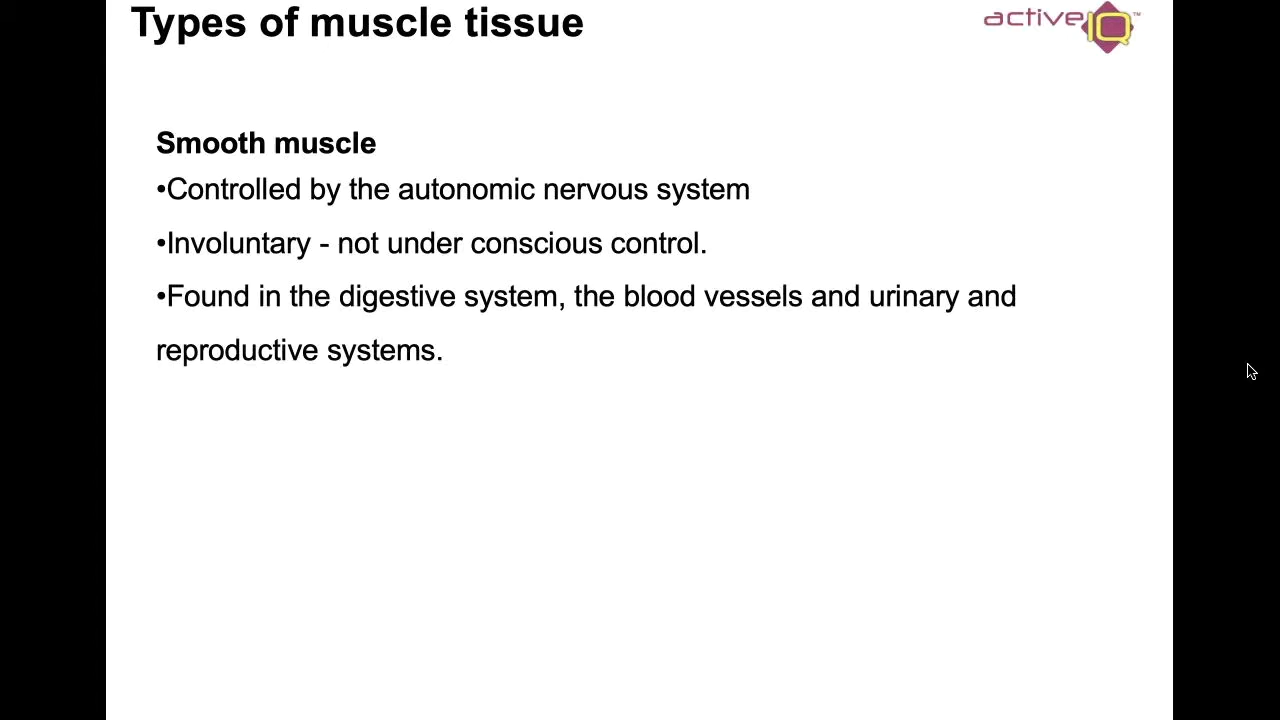 Types of muscle tissue
active IQ™
Smooth muscle
•Controlled by the autonomic nervous system
•Involuntary - not under conscious control.
•Found in the digestive system, the blood vessels and urinary and
reproductive systems.